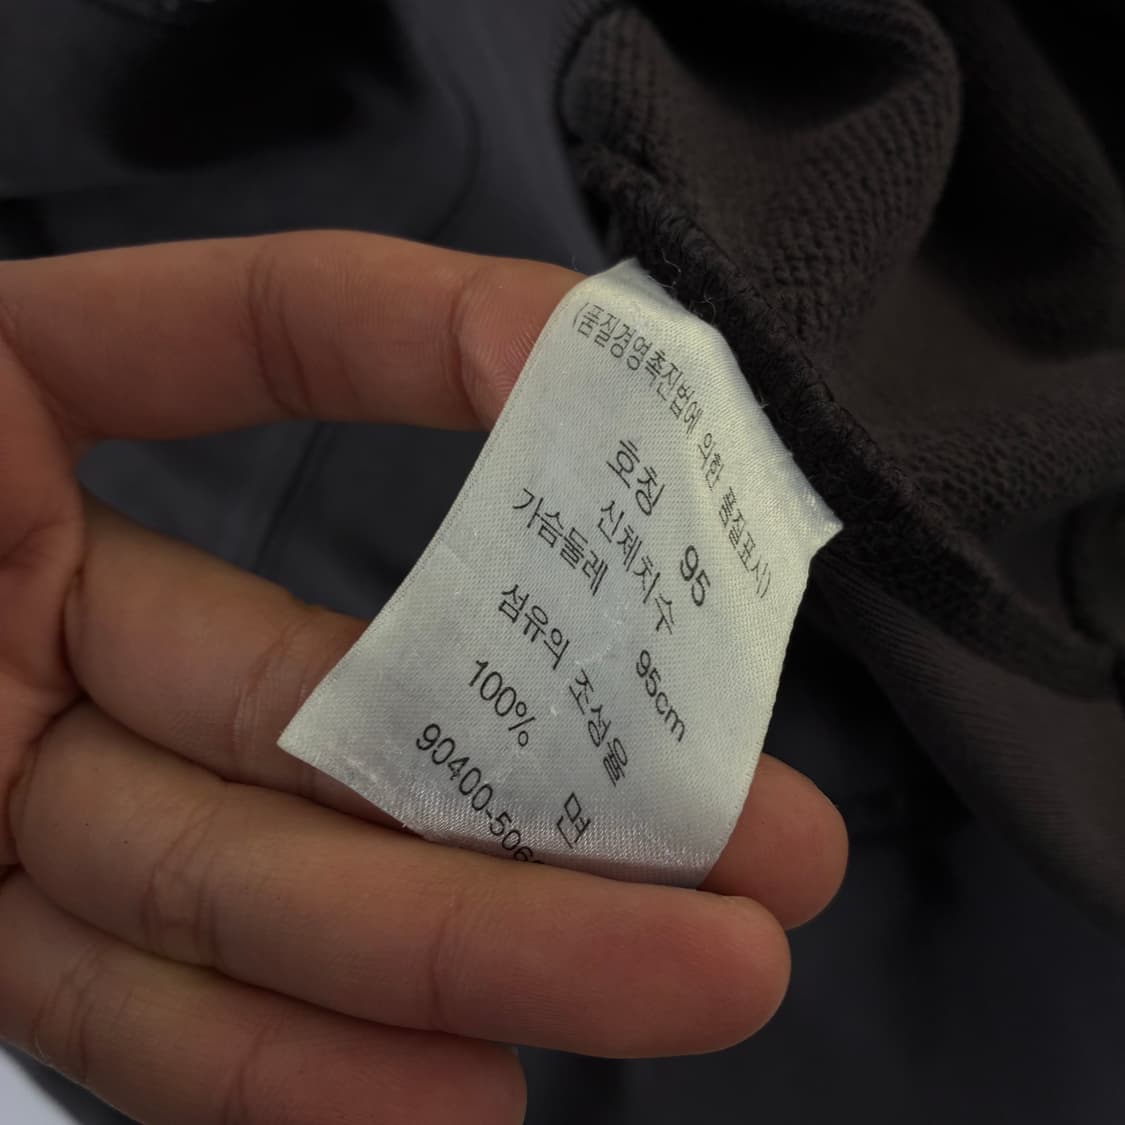 (품질경영촉진법에 의한 품질표시)
호칭 95
신체치수
가슴둘레 95cm
섬유의 조성율 면
100%